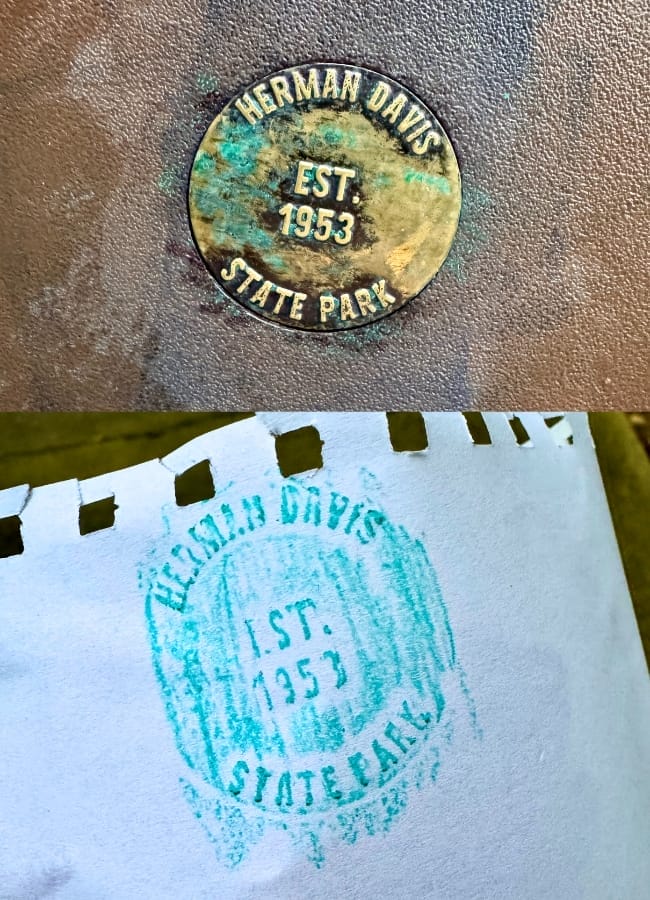 HERMAN DAVIS
EST.
1953
STATE PARK
HERMAN DAVIS
EST.
1953
STATE PARK